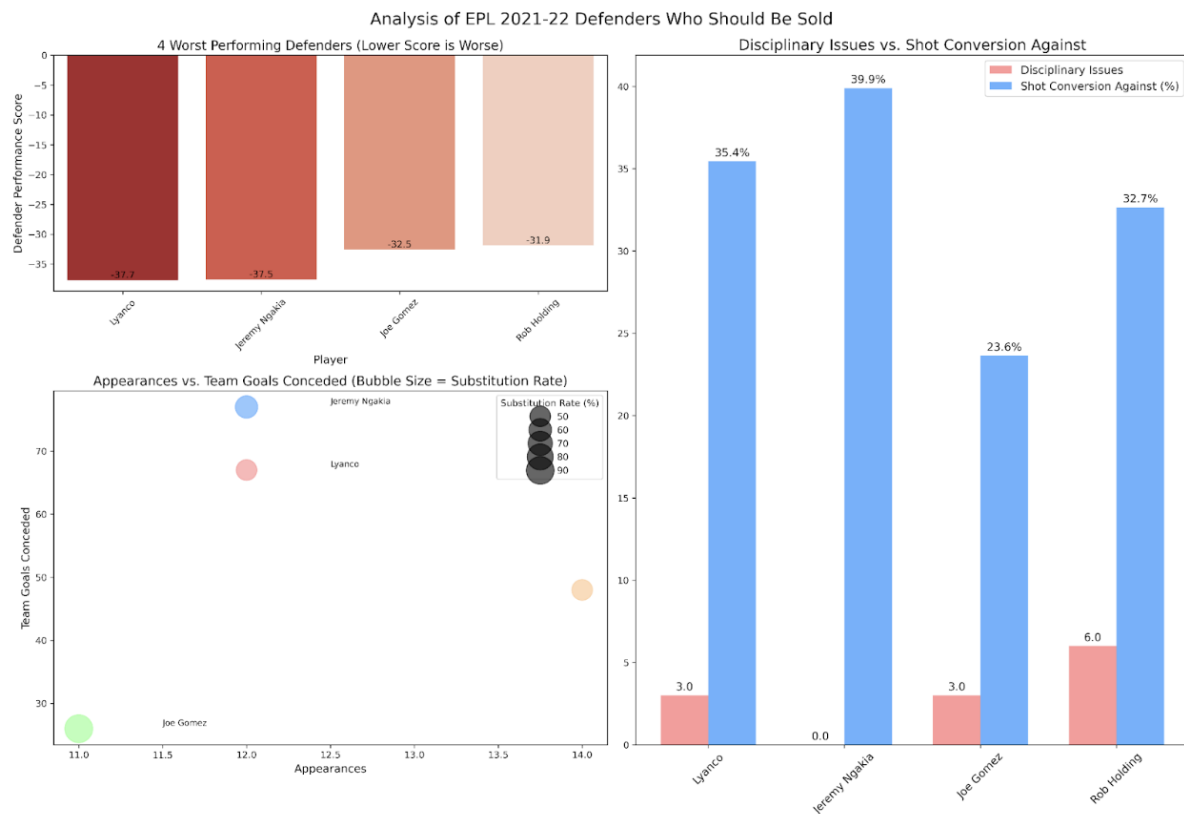 Analysis of EPL 2021-22 Defenders Who Should Be Sold
4 Worst Performing Defenders (Lower Score is Worse)
Defender Performance Score
0
−5
−10
−15
−20
−25
−30
−35
-37.7
-37.5
-32.5
-31.9
Lyanco
Jeremy Ngakia
Joe Gomez
Rob Holding
Player
Appearances vs. Team Goals Conceded (Bubble Size = Substitution Rate)
Team Goals Conceded
70
60
50
40
30
Jeremy Ngakia
Lyanco
Joe Gomez
Substitution Rate (%)
50
60
70
80
90
11.0
11.5
12.0
12.5
13.0
13.5
14.0
Appearances
Disciplinary Issues vs. Shot Conversion Against
Disciplinary Issues
Shot Conversion Against (%)
40
35
30
25
20
15
10
5
0
3.0
35.4%
0.0
39.9%
3.0
23.6%
6.0
32.7%
Lyanco
Jeremy Ngakia
Joe Gomez
Rob Holding